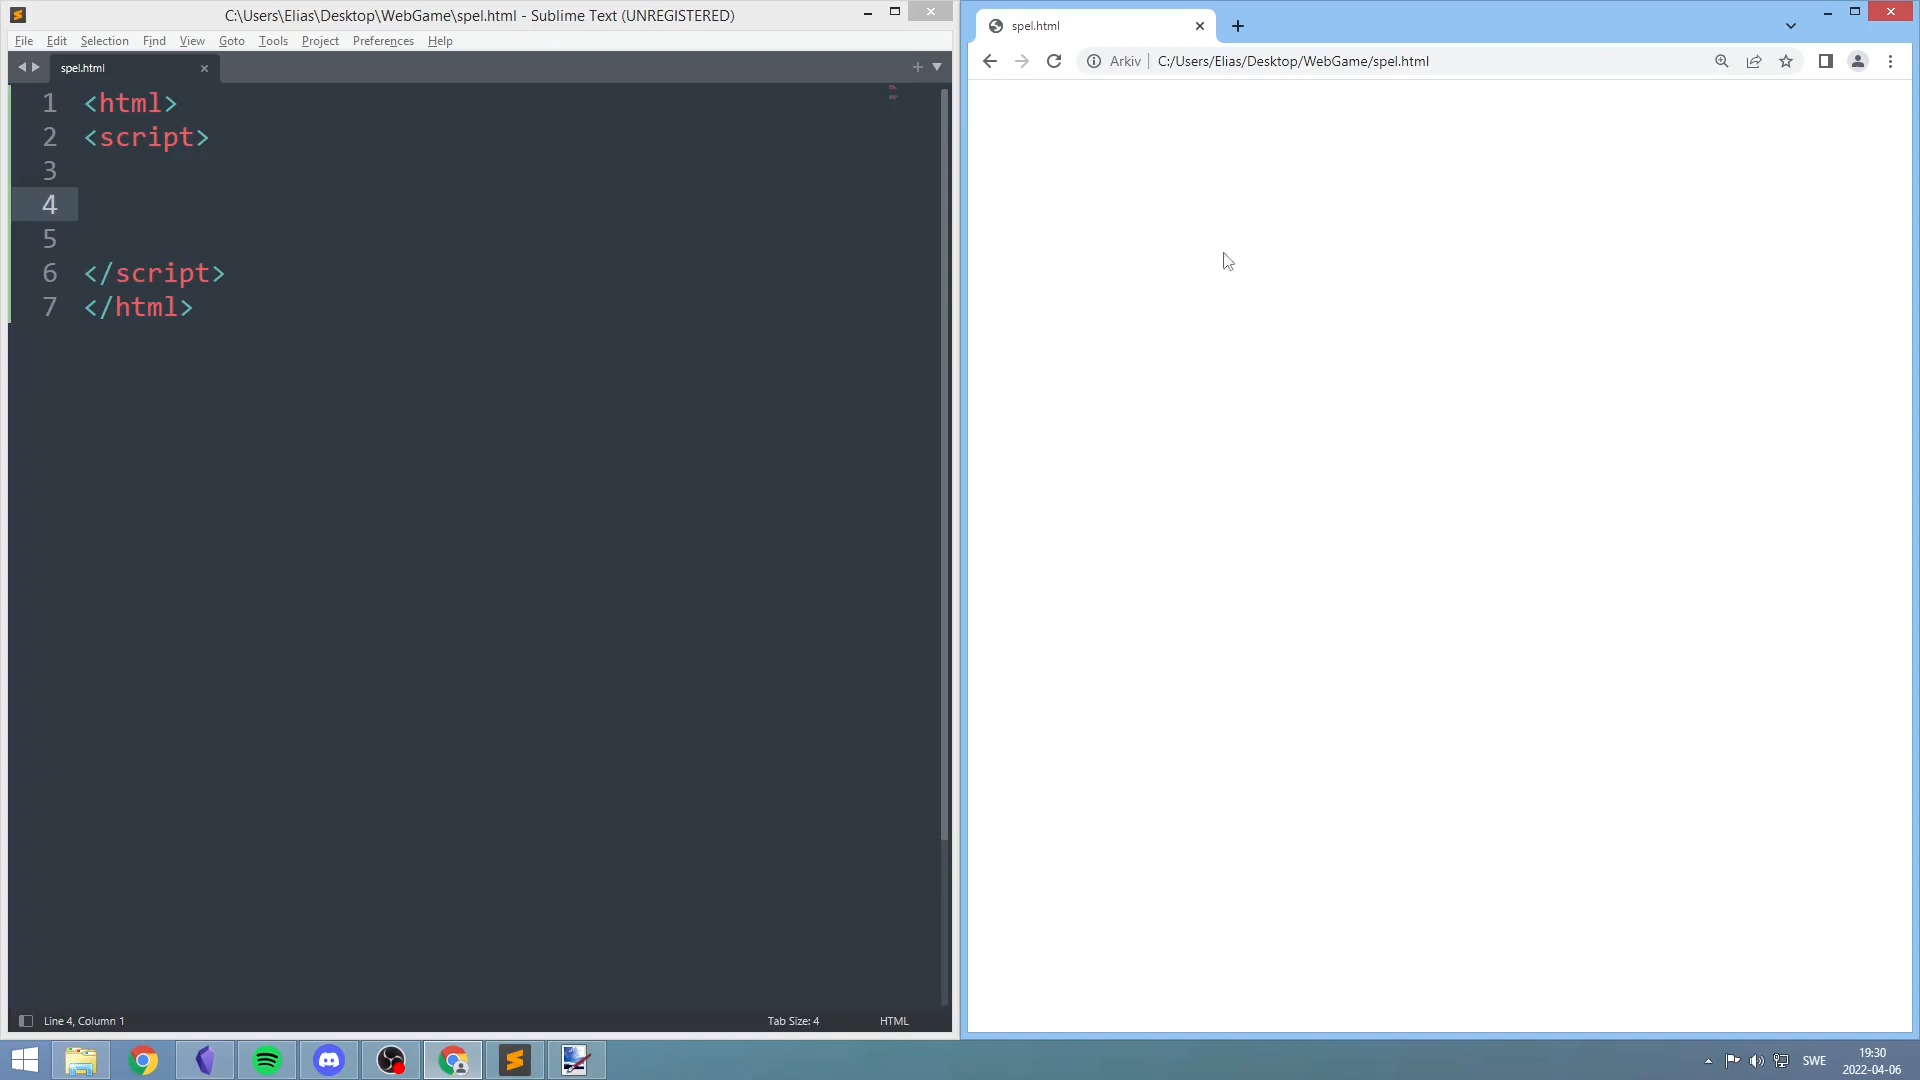 C:\Users\Elias\Desktop\WebGame\spel.html - Sublime Text (UNREGISTERED)
File Edit Selection Find View Goto Tools Project Preferences Help
spel.html
1 <html>
2 <script>
3
4
5
6 </script>
7 </html>
Line 4, Column 1
Tab Size: 4
HTML
spel.html
Arkiv
C:/Users/Elias/Desktop/WebGame/spel.html
SWE
19:30
2022-04-06